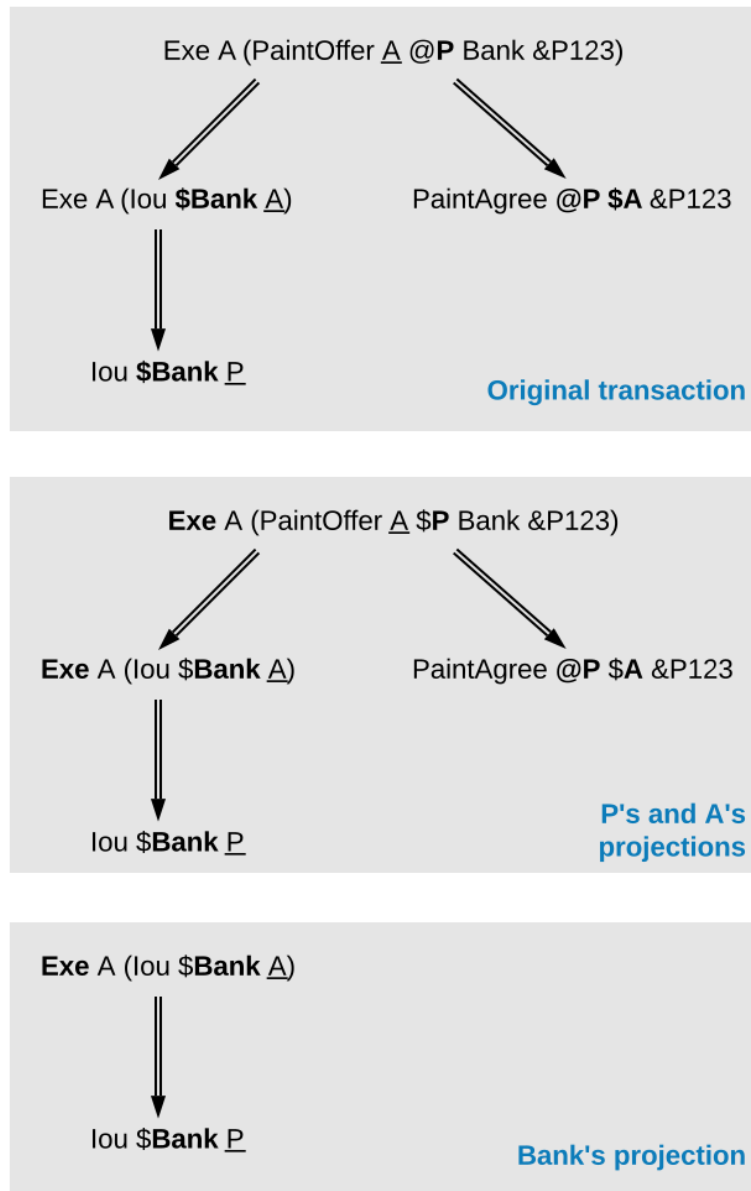 Exe A (PaintOffer A @P Bank &P123)
Exe A (Iou $Bank A)
PaintAgree @P $A &P123
Iou $Bank P
Original transaction
Exe A (PaintOffer A $P Bank &P123)
Exe A (Iou $Bank A)
PaintAgree @P $A &P123
Iou $Bank P
P's and A's
projections
Exe A (Iou $Bank A)
Iou $Bank P
Bank's projection